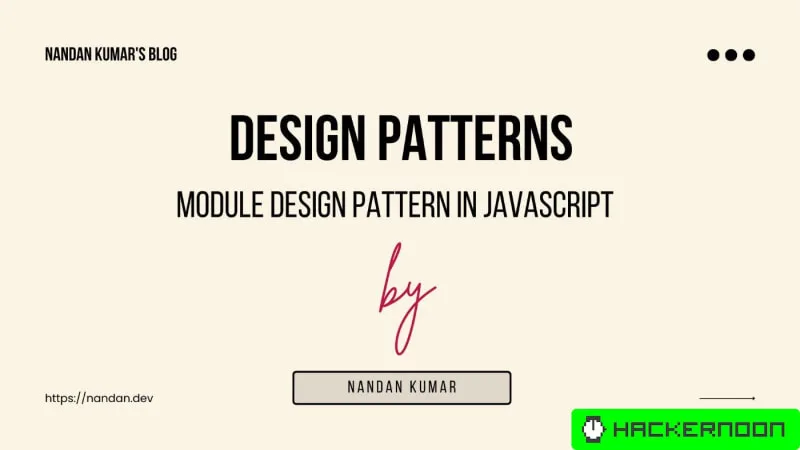 NANDAN KUMAR'S BLOG
DESIGN PATTERNS
MODULE DESIGN PATTERN IN JAVASCRIPT
by
NANDAN KUMAR
https://nandan.dev
HACKERNOON